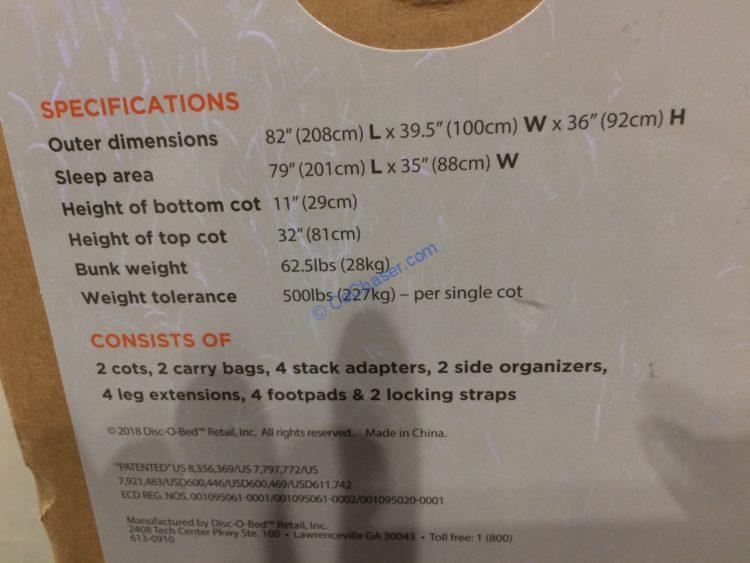 SPECIFICATIONS
Outer dimensions 82" (208cm) L x 39.5" (100cm) W x 36" (92cm) H
Sleep area 79" (201cm) L x 35" (88cm) W
Height of bottom cot 11" (29cm)
Height of top cot 32" (81cm)
Bunk weight 62.5lbs (28kg)
Weight tolerance 500lbs (227kg) – per single cot
© CoChaser.com
CONSISTS OF
2 cots, 2 carry bags, 4 stack adapters, 2 side organizers,
4 leg extensions, 4 footpads & 2 locking straps
©2018 Disc-O-Bed™ Retail, Inc. All rights reserved. Made in China.
"PATENTED" US 8,356,369/US 7,797,772/US
7,921,483/USD600,446/USD600,469/USD611,742
ECD REG. NOS. 001095061-0001/001095061-0002/001095020-0001
Manufactured by Disc-O-Bed™ Retail, Inc.
2408 Tech Center Pkwy Ste. 100 • Lawrenceville GA 30043 • Toll free: 1 (800)
613-0910